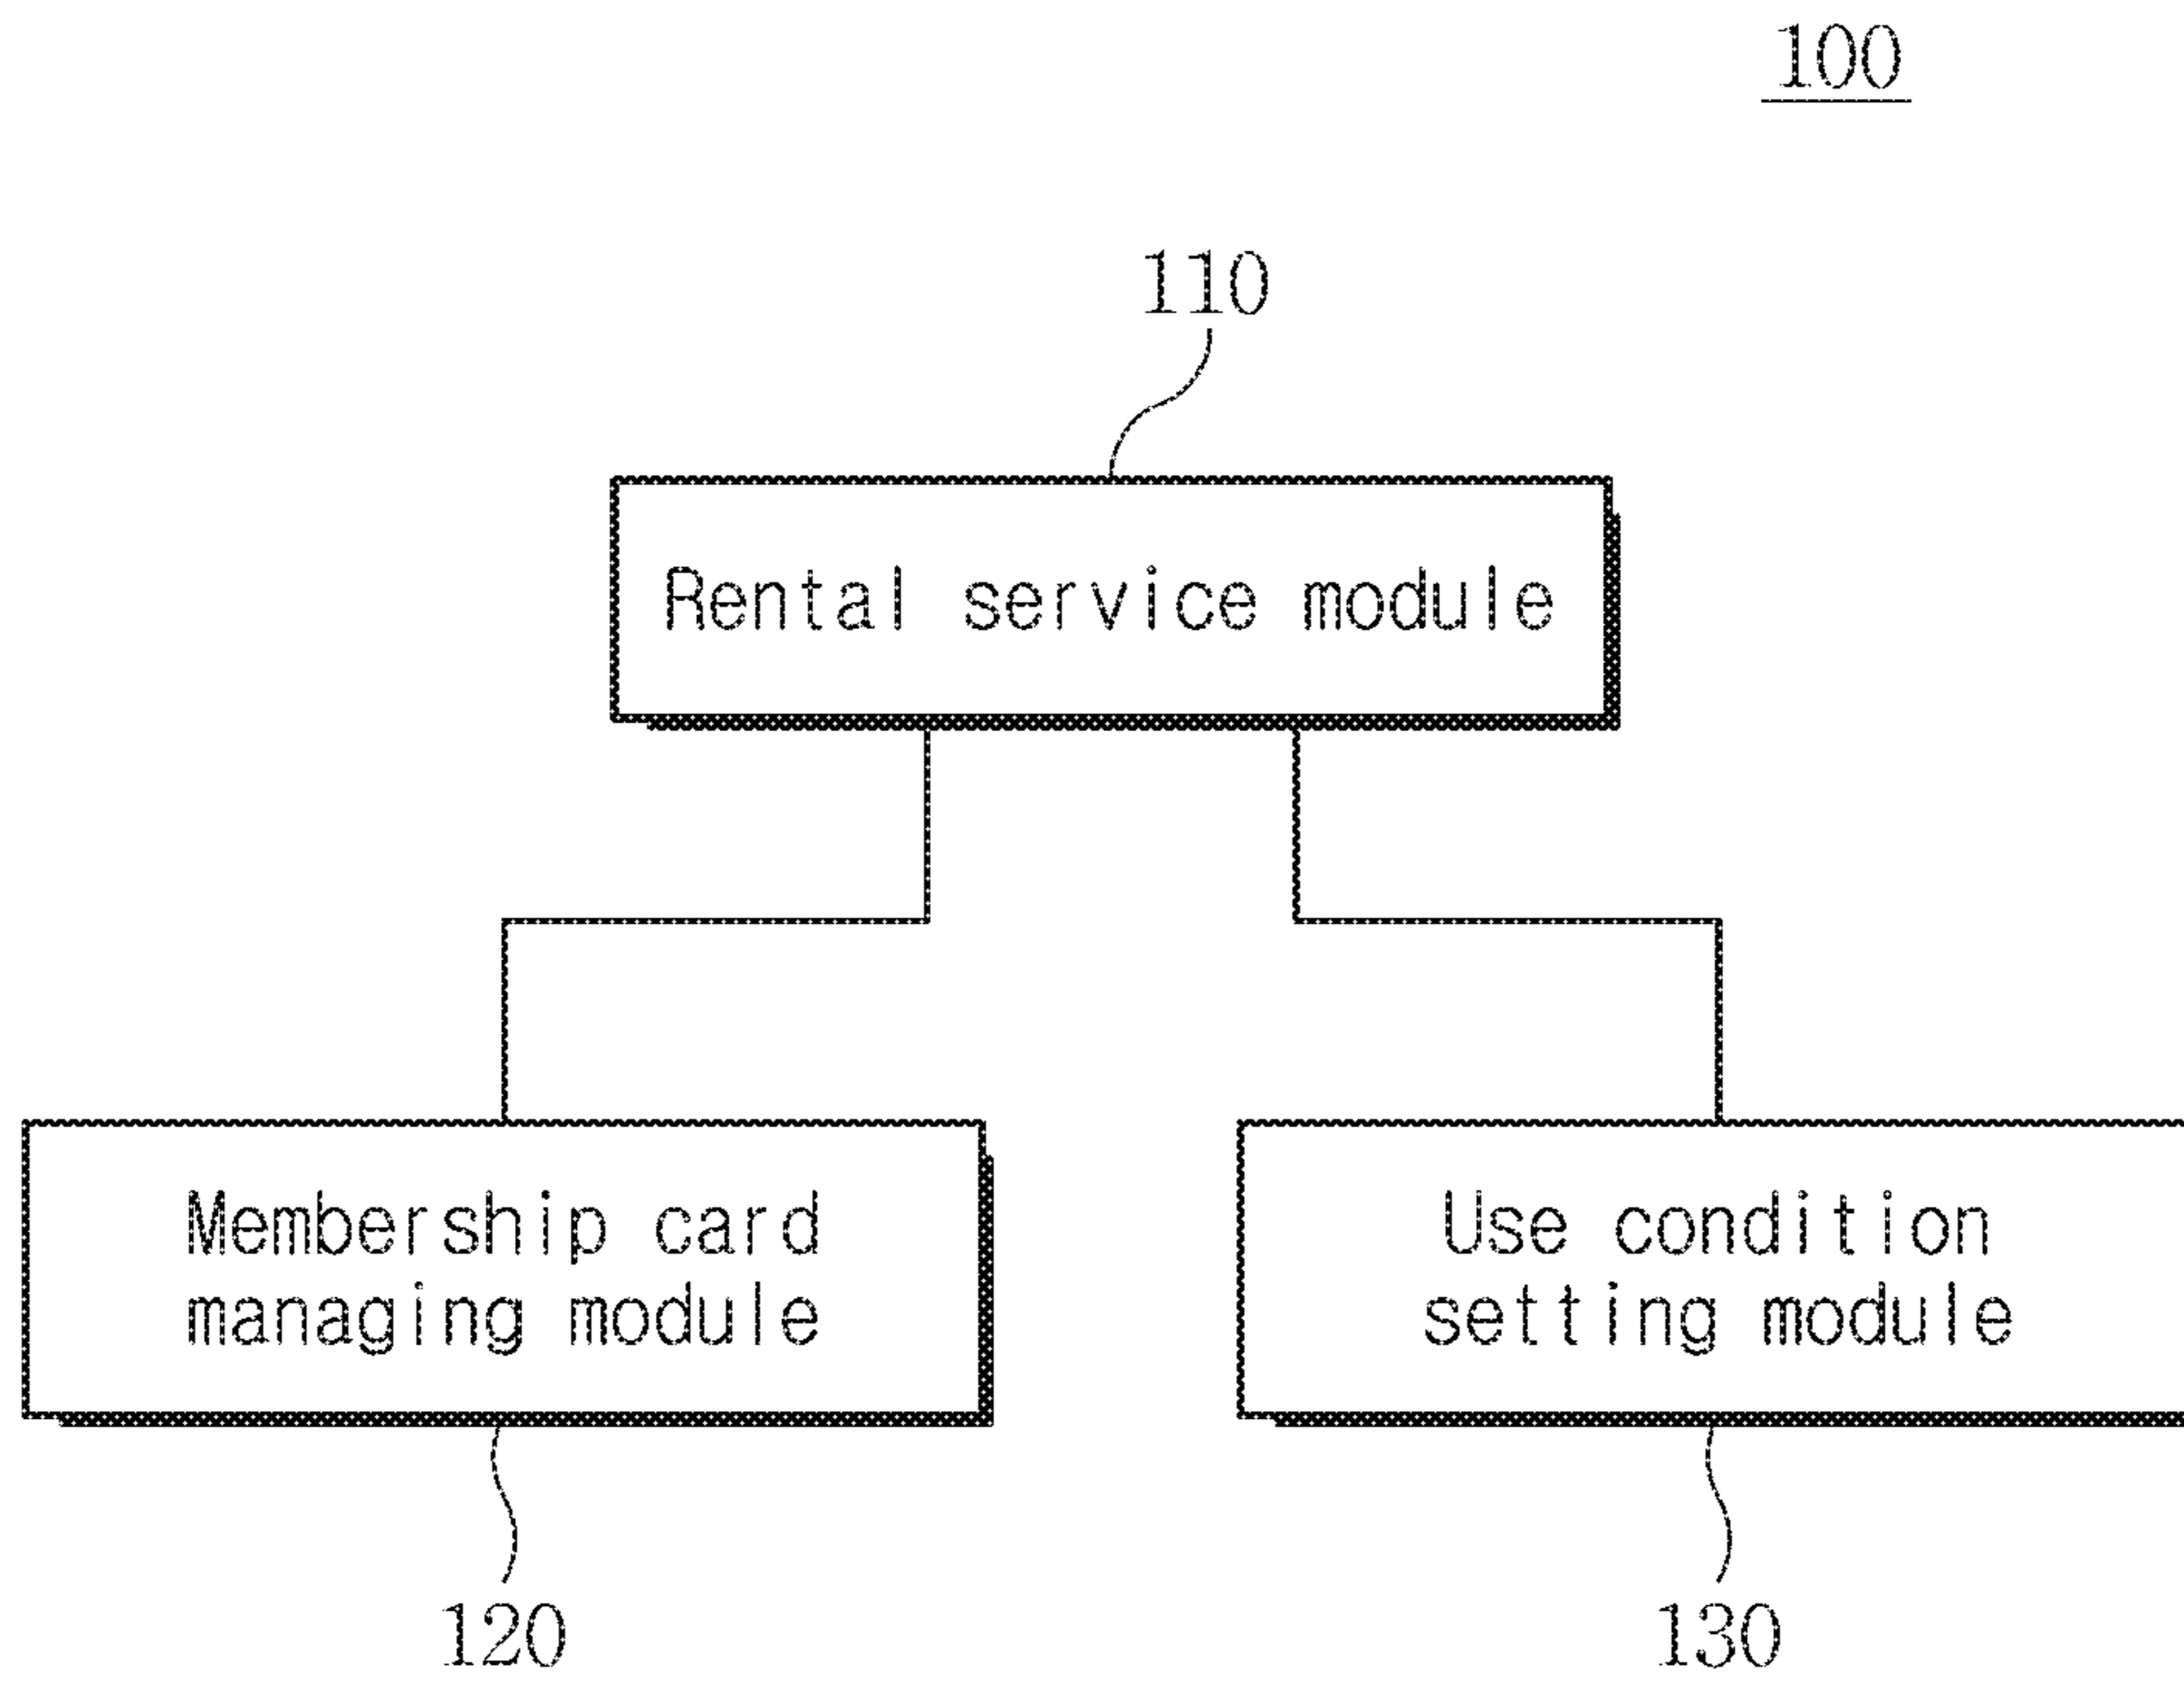 100
110
Rental service module
Membership card
managing module
Use condition
setting module
120
130